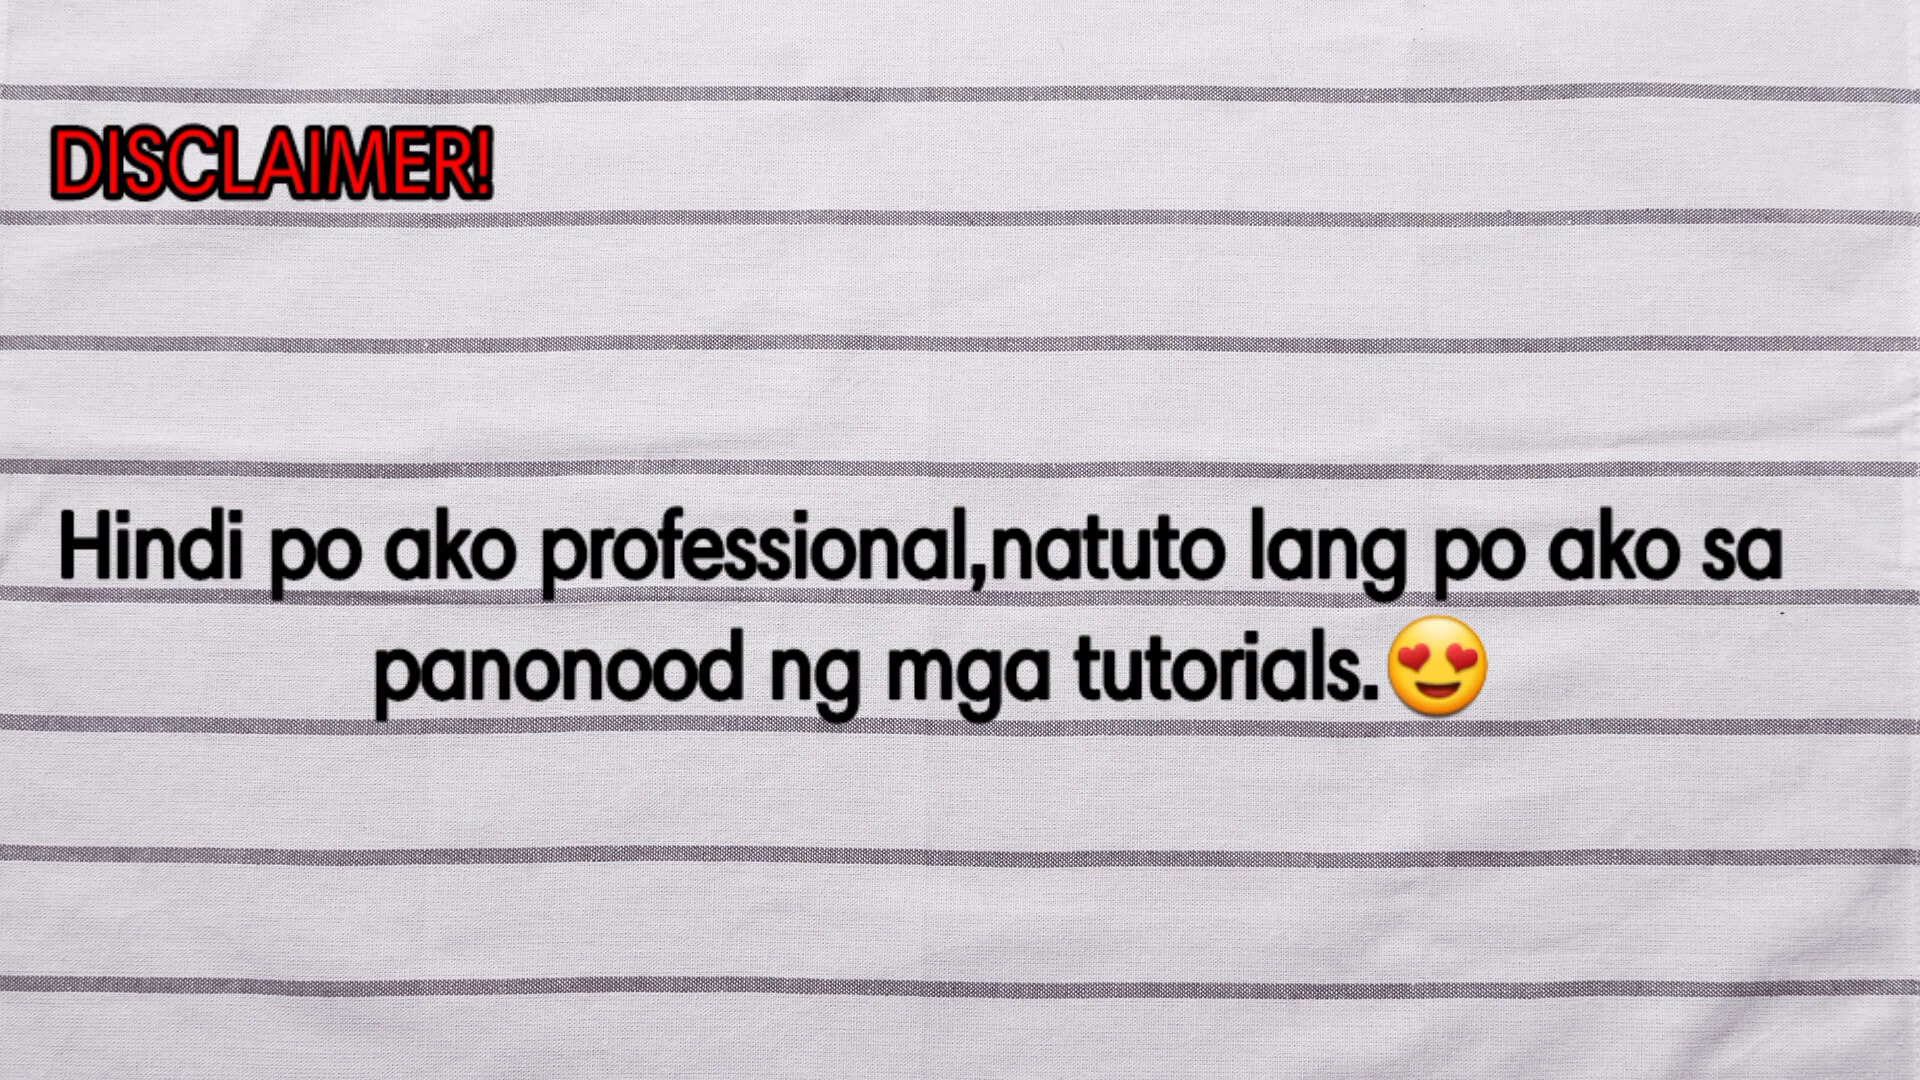 DISCLAIMER!
Hindi po ako professional,natuto lang po ako sa
panonood ng mga tutorials.😍